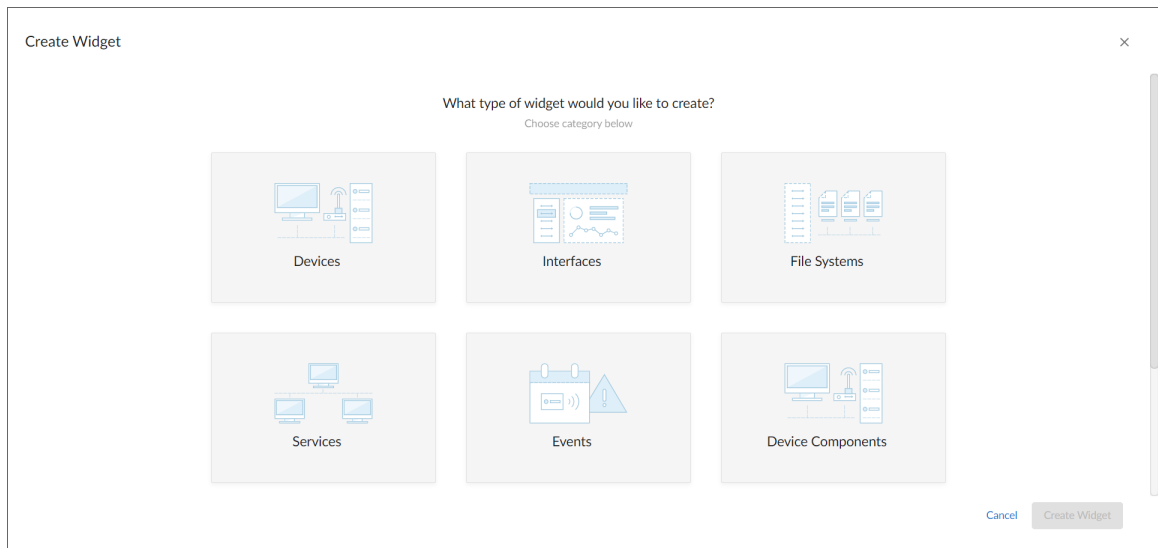 Create Widget
What type of widget would you like to create?
Choose category below
Devices
Interfaces
File Systems
Services
Events
Device Components
Cancel
Create Widget